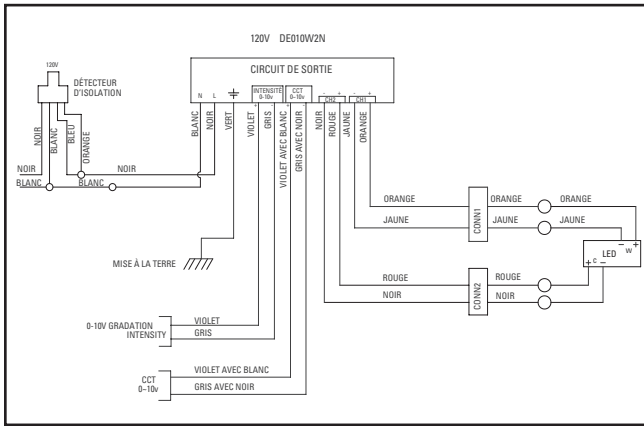 120V DE010W2N
CIRCUIT DE SORTIE
120V
DÉTECTEUR
D'ISOLATION
N L
INTENSITÉ
0-10v
CCT
0-10v
- +
CH2
- +
CH1
+ - + -
NOIR
BLANC
BLEU
ORANGE
BLANC
NOIR
VERT
VIOLET
GRIS
VIOLET AVEC BLANC
GRIS AVEC NOIR
NOIR
ROUGE
JAUNE
ORANGE
NOIR
NOIR
BLANC
BLANC
ORANGE
ORANGE
ORANGE
JAUNE
JAUNE
JAUNE
CONN1
- +
W
LED
+ C -
MISE À LA TERRE
ROUGE
ROUGE
NOIR
NOIR
CONN2
0-10V GRADATION
INTENSITY
VIOLET
GRIS
CCT
0-10v
VIOLET AVEC BLANC
GRIS AVEC NOIR